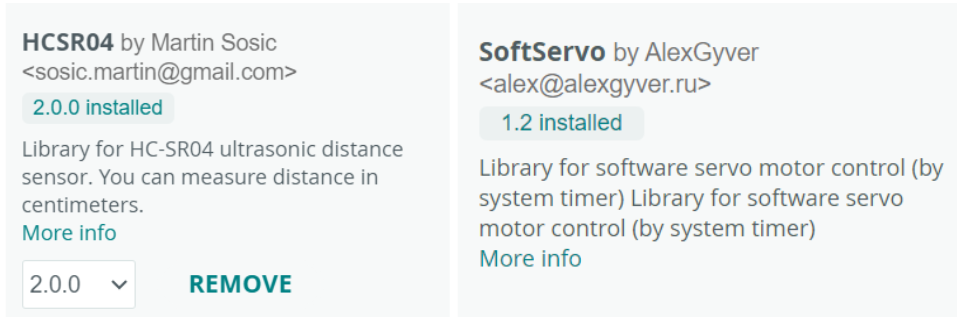 HCSR04 by Martin Sosic
<sosic.martin@gmail.com>
2.0.0 installed
Library for HC-SR04 ultrasonic distance
sensor. You can measure distance in
centimeters.
More info
2.0.0
REMOVE
SoftServo by AlexGyver
<alex@alexgyver.ru>
1.2 installed
Library for software servo motor control (by
system timer) Library for software servo
motor control (by system timer)
More info